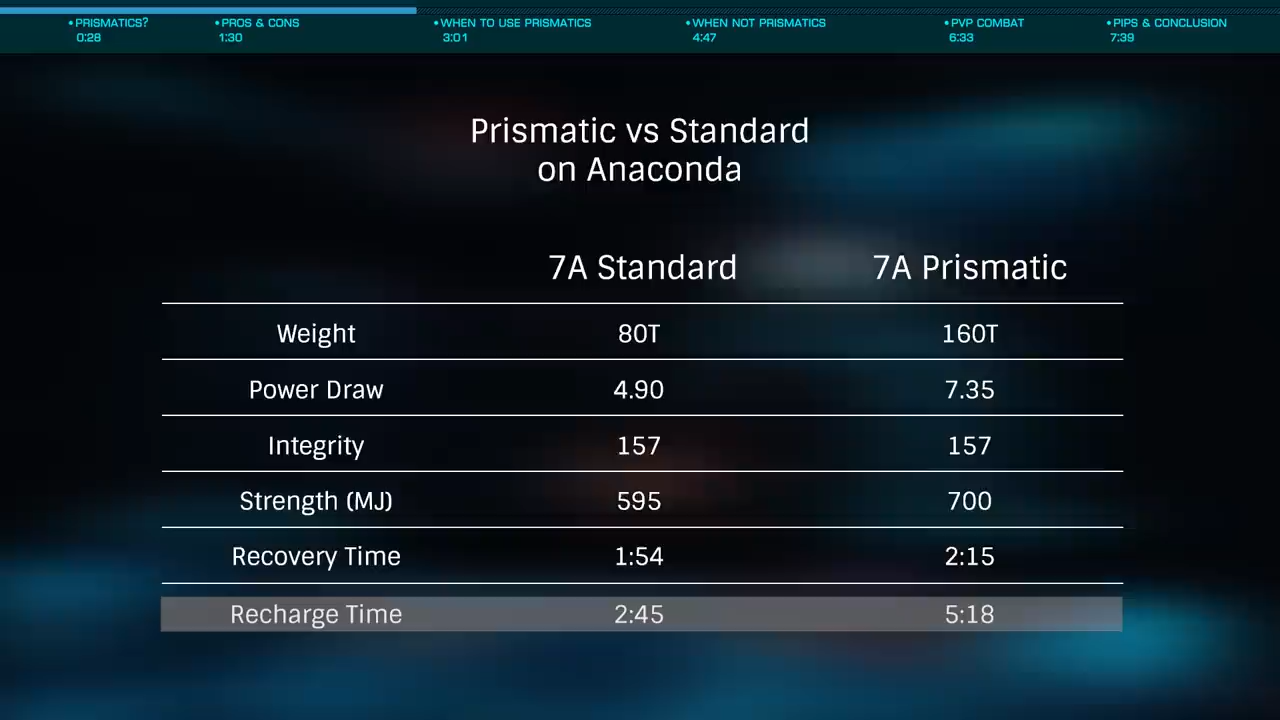 •PRISMATICS? •PROS & CONS •WHEN TO USE PRISMATICS •WHEN NOT PRISMATICS •PVP COMBAT •PIPS & CONCLUSION
0:28 1:30 3:01 4:47 6:33 7:39
Prismatic vs Standard
on Anaconda
7A Standard 7A Prismatic
Weight 80T 160T
Power Draw 4.90 7.35
Integrity 157 157
Strength (MJ) 595 700
Recovery Time 1:54 2:15
Recharge Time 2:45 5:18